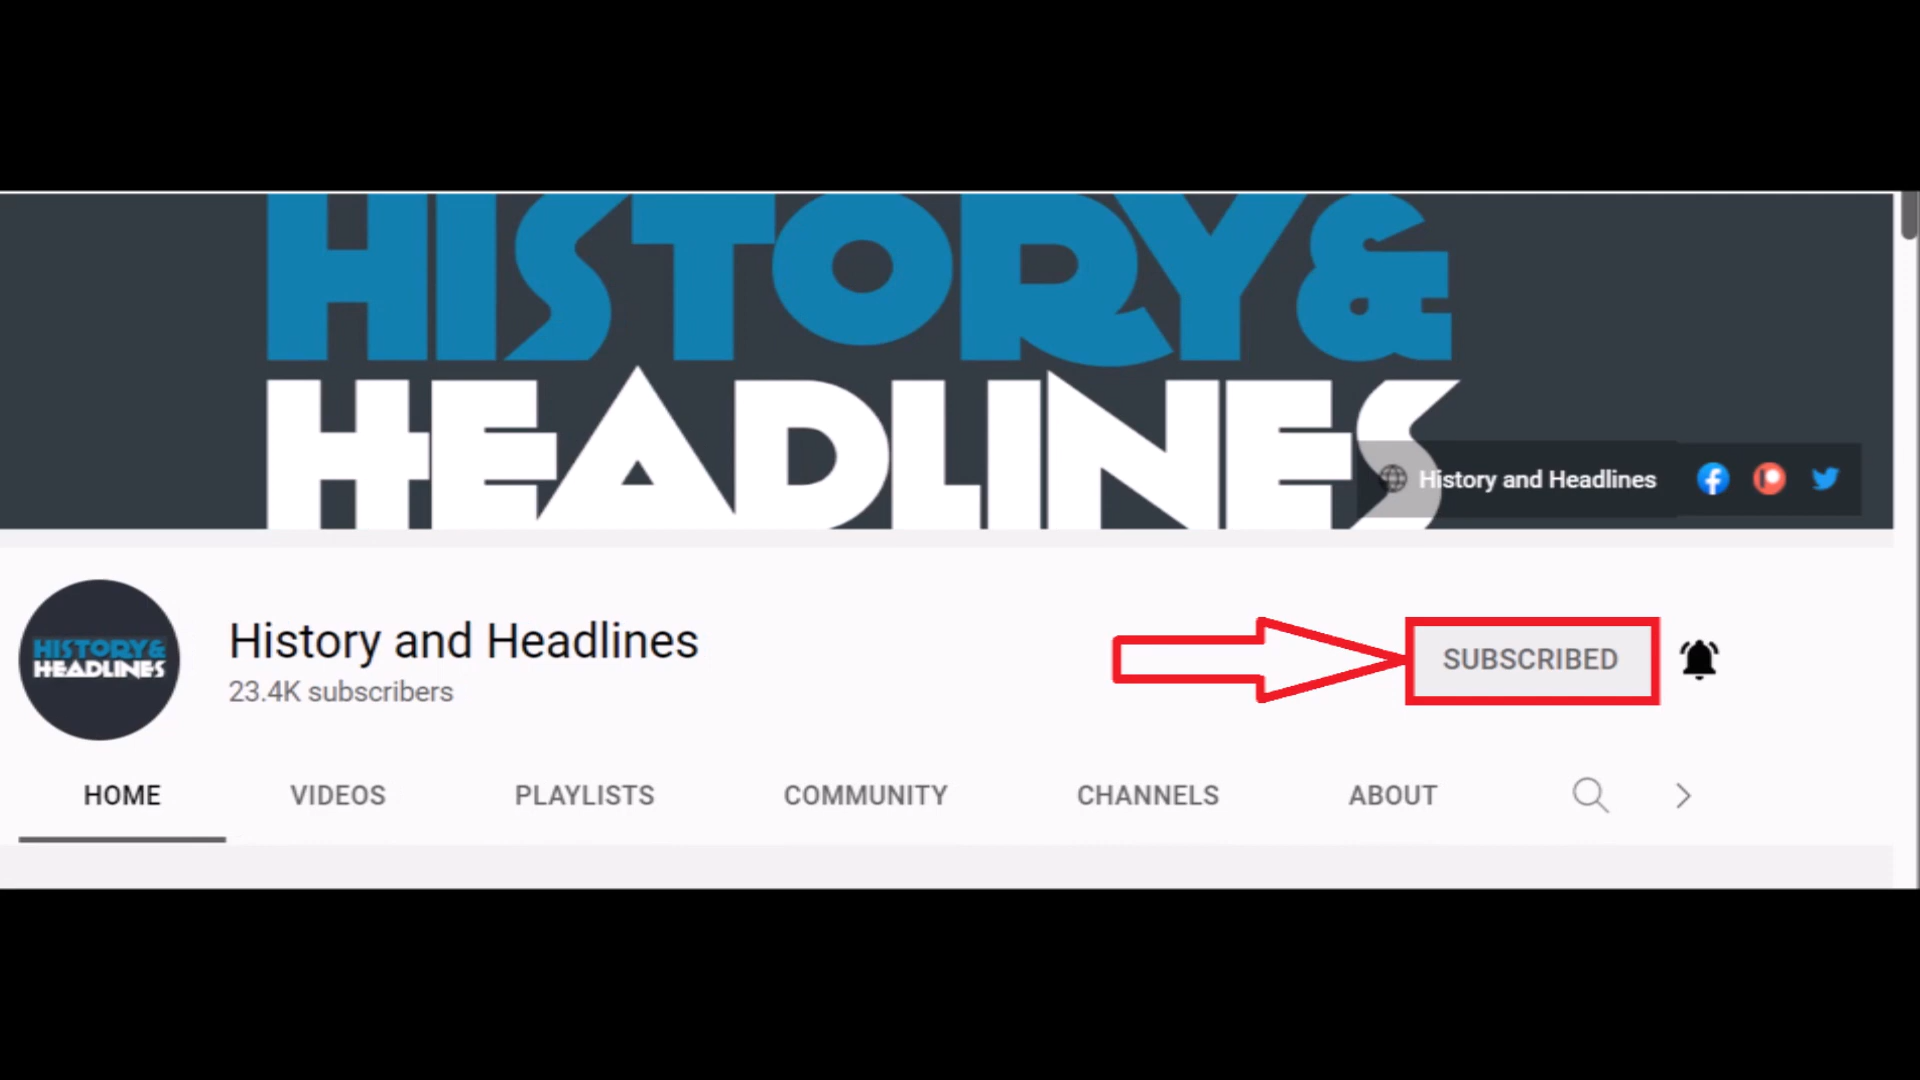 HISTORY&
HEADLINES
History and Headlines
HISTORY&
HEADLINES
History and Headlines
23.4K subscribers
SUBSCRIBED
HOME VIDEOS PLAYLISTS COMMUNITY CHANNELS ABOUT